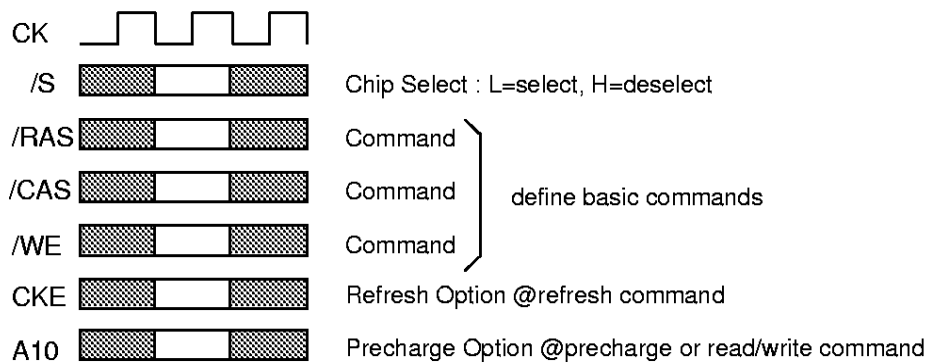 CK
/S Chip Select : L=select, H=deselect
/RAS Command
/CAS Command define basic commands
/WE Command
CKE Refresh Option @refresh command
A10 Precharge Option @precharge or read/write command